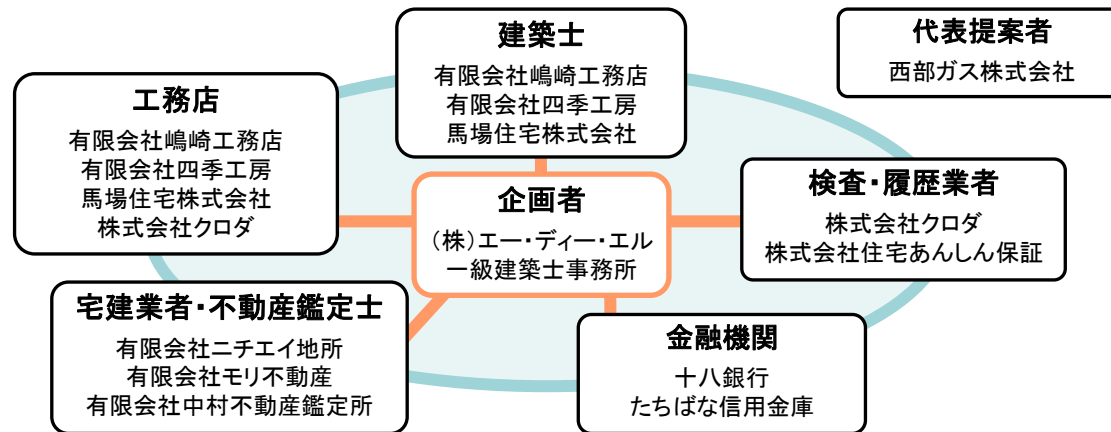 建築士
有限会社嶋崎工務店
有限会社四季工房
馬場住宅株式会社
代表提案者
西部ガス株式会社
工務店
有限会社嶋崎工務店
有限会社四季工房
馬場住宅株式会社
株式会社クロダ
企画者
(株)エー・ディー・エル
一級建築士事務所
検査・履歴業者
株式会社クロダ
株式会社住宅あんしん保証
宅建業者・不動産鑑定士
有限会社ニチエイ地所
有限会社モリ不動産
有限会社中村不動産鑑定所
金融機関
十八銀行
たちばな信用金庫